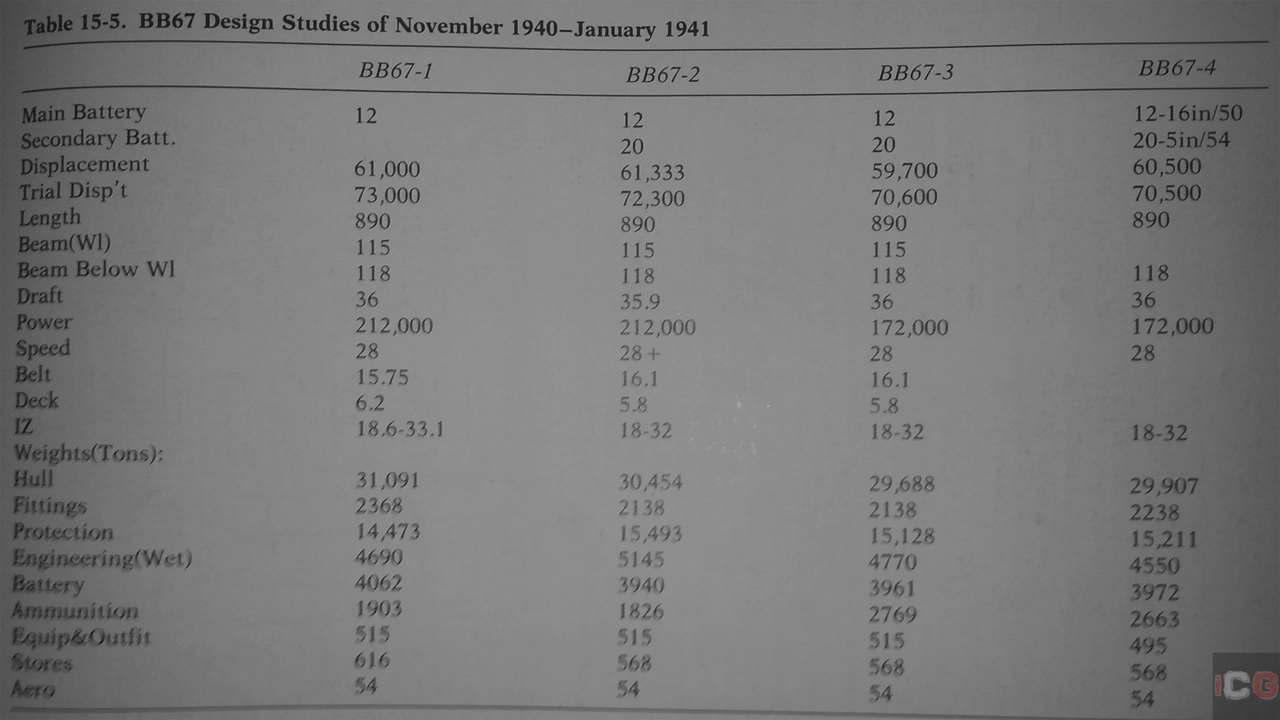 Table 15-5. BB67 Design Studies of November 1940–January 1941
BB67-1 BB67-2 BB67-3 BB67-4
Main Battery 12 12 12 12-16in/50
Secondary Batt. 20 20 20-5in/54
Displacement 61,000 61,333 59,700 60,500
Trial Disp't 73,000 72,300 70,600 70,500
Length 890 890 890 890
Beam(Wl) 115 115 115
Beam Below Wl 118 118 118 118
Draft 36 35.9 36 36
Power 212,000 212,000 172,000 172,000
Speed 28 28 + 28 28
Belt 15.75 16.1 16.1
Deck 6.2 5.8 5.8
IZ 18.6-33.1 18-32 18-32 18-32
Weights(Tons):
Hull 31,091 30,454 29,688 29,907
Fittings 2368 2138 2138 2238
Protection 14,473 15,493 15,128 15,211
Engineering(Wet) 4690 5145 4770 4550
Battery 4062 3940 3961 3972
Ammunition 1903 1826 2769 2663
Equip&Outfit 515 515 515 495
Stores 616 568 568 568
Aero 54 54 54 54
iCG